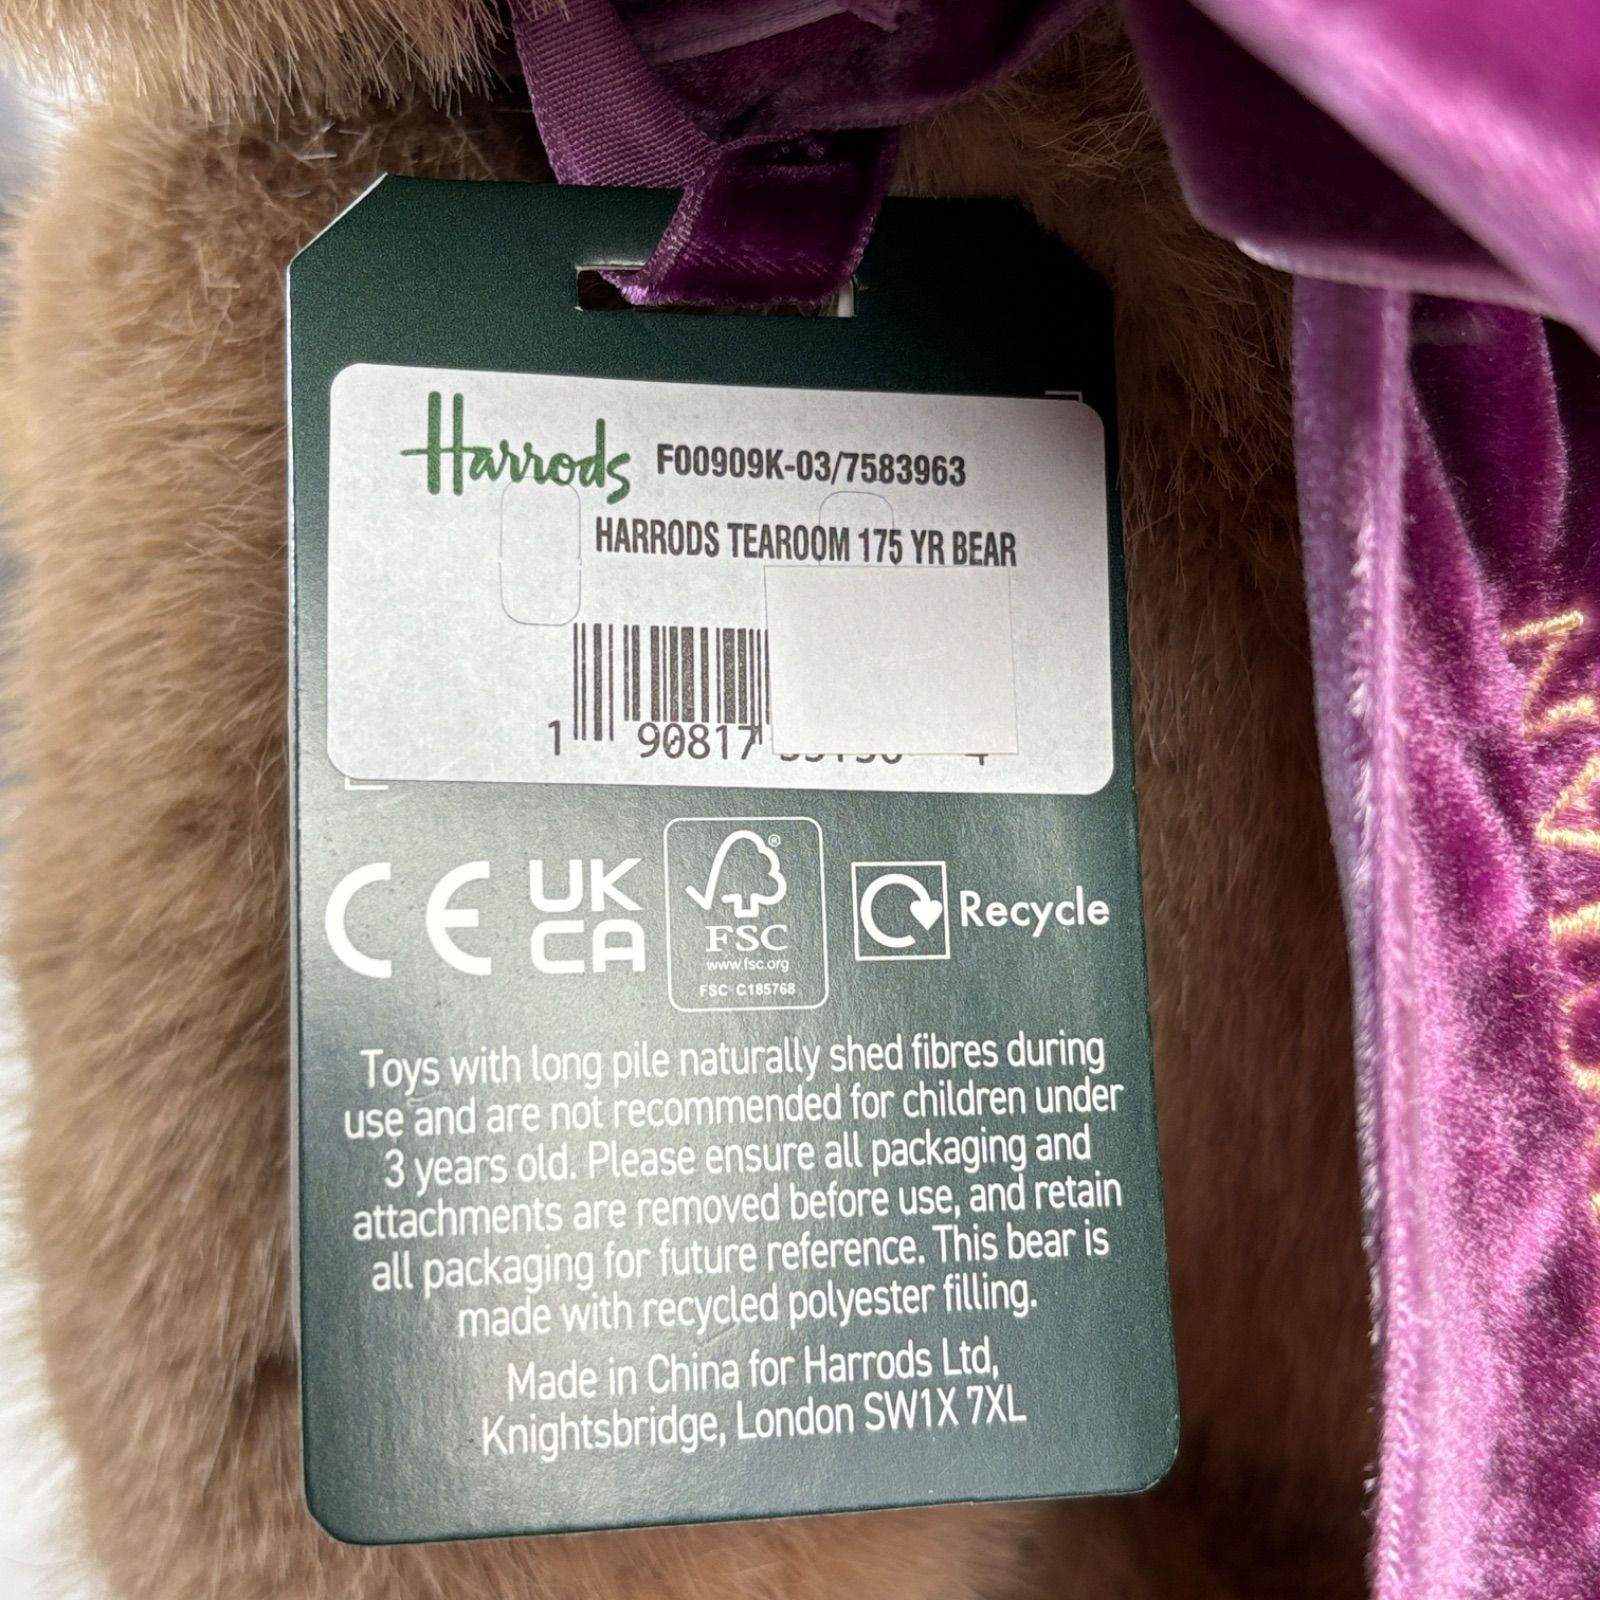 Harrods F00909K-03/7583963
HARRODS TEAROOM 175 YR BEAR
1 90817
CE
UK
CA
FSC
www.fsc.org
FSC C185768
Recycle
Toys with long pile naturally shed fibres during
use and are not recommended for children under
3 years old. Please ensure all packaging and
attachments are removed before use, and retain
all packaging for future reference. This bear is
made with recycled polyester filling.
Made in China for Harrods Ltd,
Knightsbridge, London SW1X 7XL